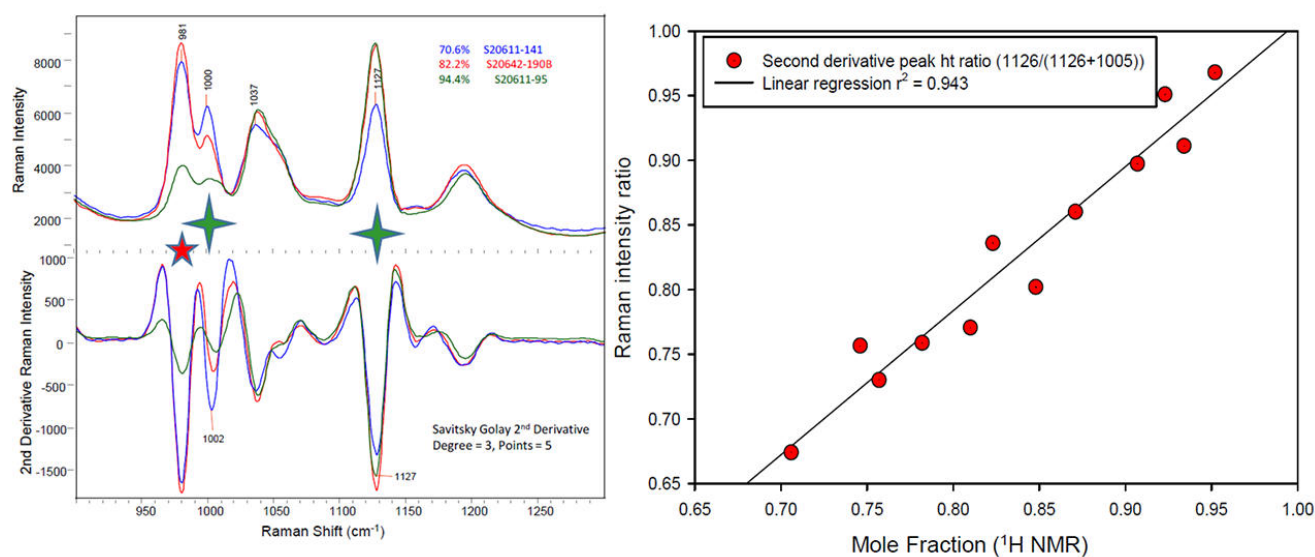 981
1000
1037
1127
70.6% S20611-141
82.2% S20642-190B
94.4% S20611-95
Raman Intensity
8000
6000
4000
2000
2nd Derivative Raman Intensity
1000
500
0
-500
-1000
-1500
1002
1127
Savitsky Golay 2nd Derivative
Degree = 3, Points = 5
950 1000 1050 1100 1150 1200 1250
Raman Shift (cm-1)
Second derivative peak ht ratio (1126/(1126+1005))
Linear regression r2 = 0.943
Raman intensity ratio
1.00
0.95
0.90
0.85
0.80
0.75
0.70
0.65
0.65 0.70 0.75 0.80 0.85 0.90 0.95 1.00
Mole Fraction (1H NMR)